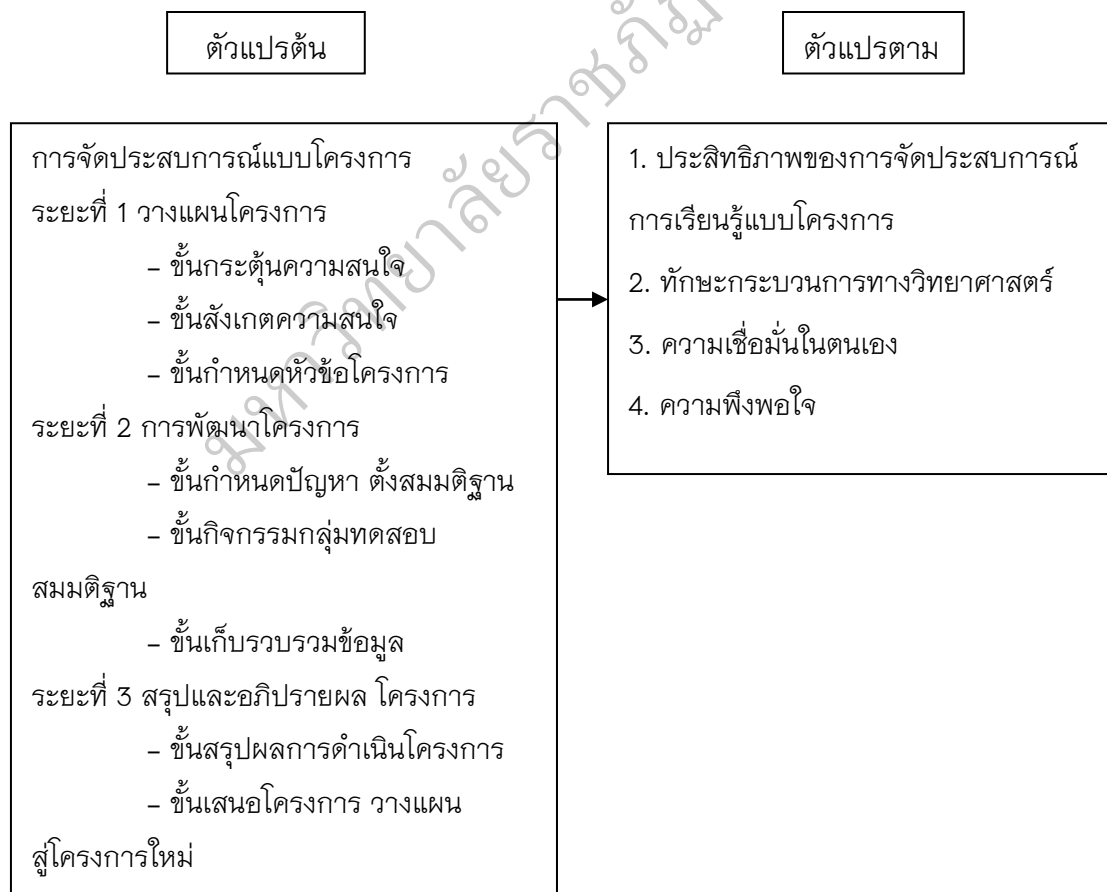 ตัวแปรต้น
ตัวแปรตาม
การจัดประสบการณ์แบบโครงการ
ระยะที่ 1 วางแผนโครงการ
– ขั้นกระตุ้นความสนใจ
– ขั้นสังเกตความสนใจ
– ขั้นกำหนดหัวข้อโครงการ
ระยะที่ 2 การพัฒนาโครงการ
– ขั้นกำหนดปัญหา ตั้งสมมติฐาน
– ขั้นกิจกรรมกลุ่มทดสอบ
สมมติฐาน
– ขั้นเก็บรวบรวมข้อมูล
ระยะที่ 3 สรุปและอภิปรายผล โครงการ
– ขั้นสรุปผลการดำเนินโครงการ
– ขั้นเสนอโครงการ วางแผน
สู่โครงการใหม่
1. ประสิทธิภาพของการจัดประสบการณ์
การเรียนรู้แบบโครงการ
2. ทักษะกระบวนการทางวิทยาศาสตร์
3. ความเชื่อมั่นในตนเอง
4. ความพึงพอใจ
มหาวิทยาลัยราชภัฏ